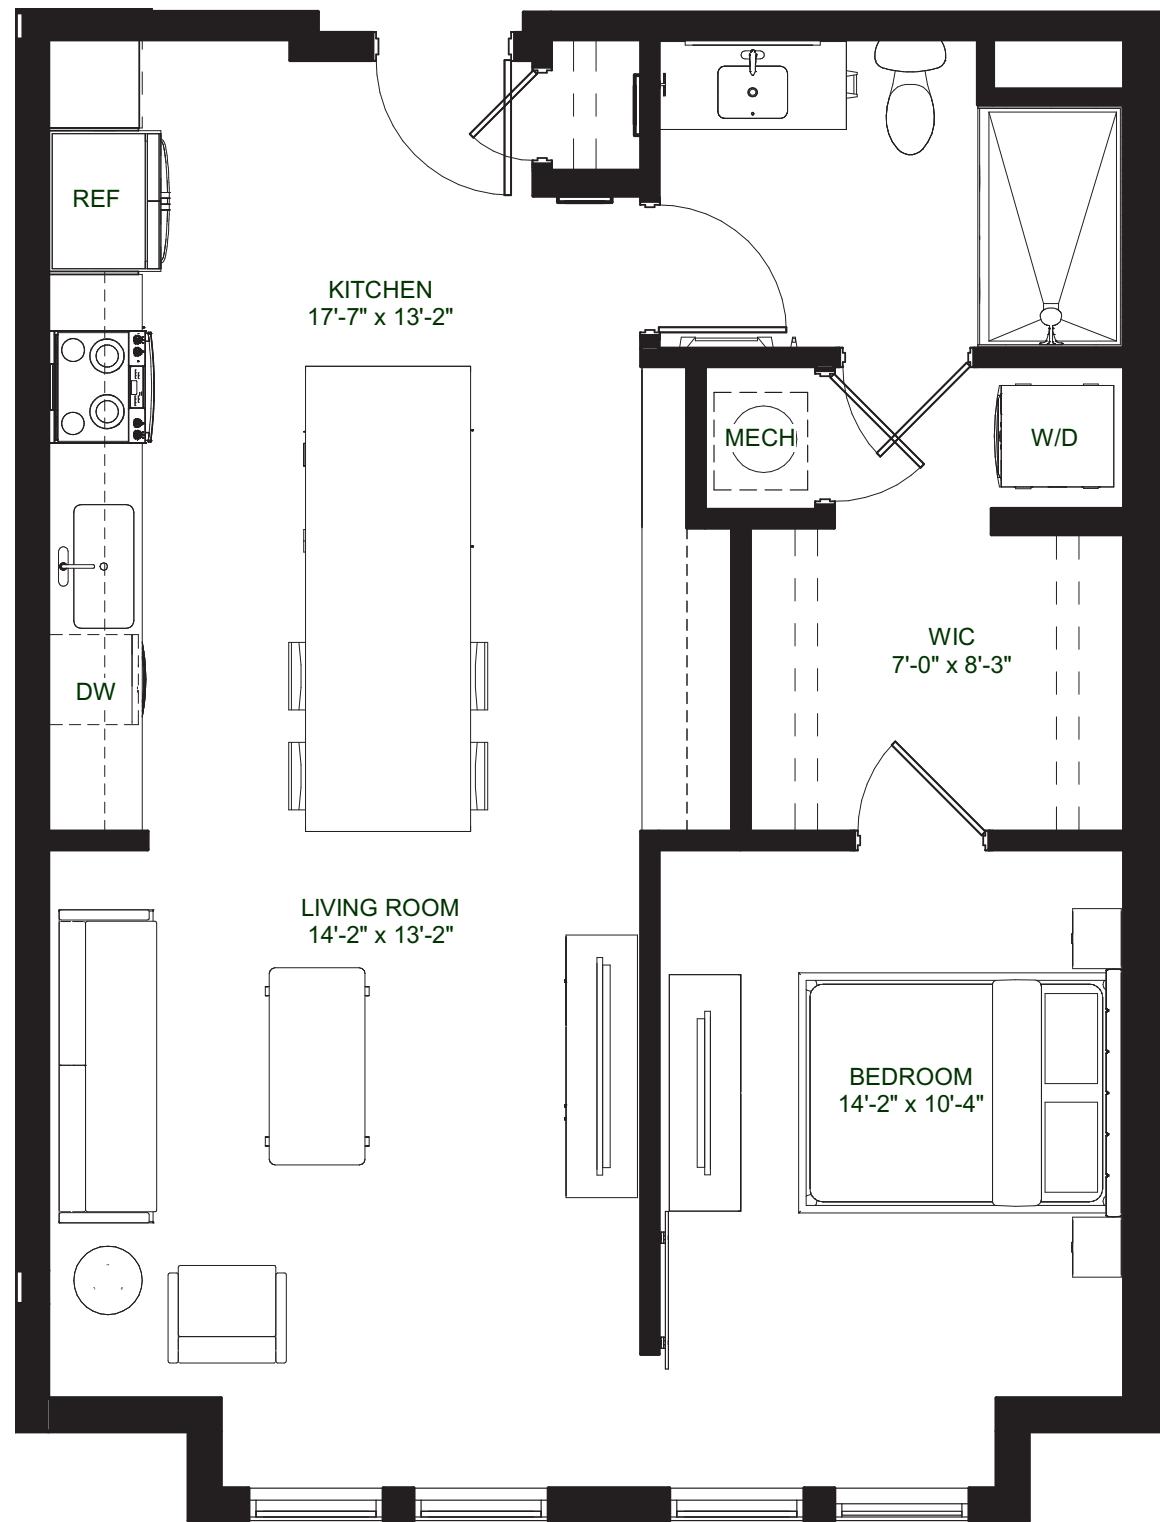 REF
KITCHEN
17'-7" x 13'-2"
MECH
W/D
WIC
7'-0" x 8'-3"
DW
LIVING ROOM
14'-2" x 13'-2"
BEDROOM
14'-2" x 10'-4"